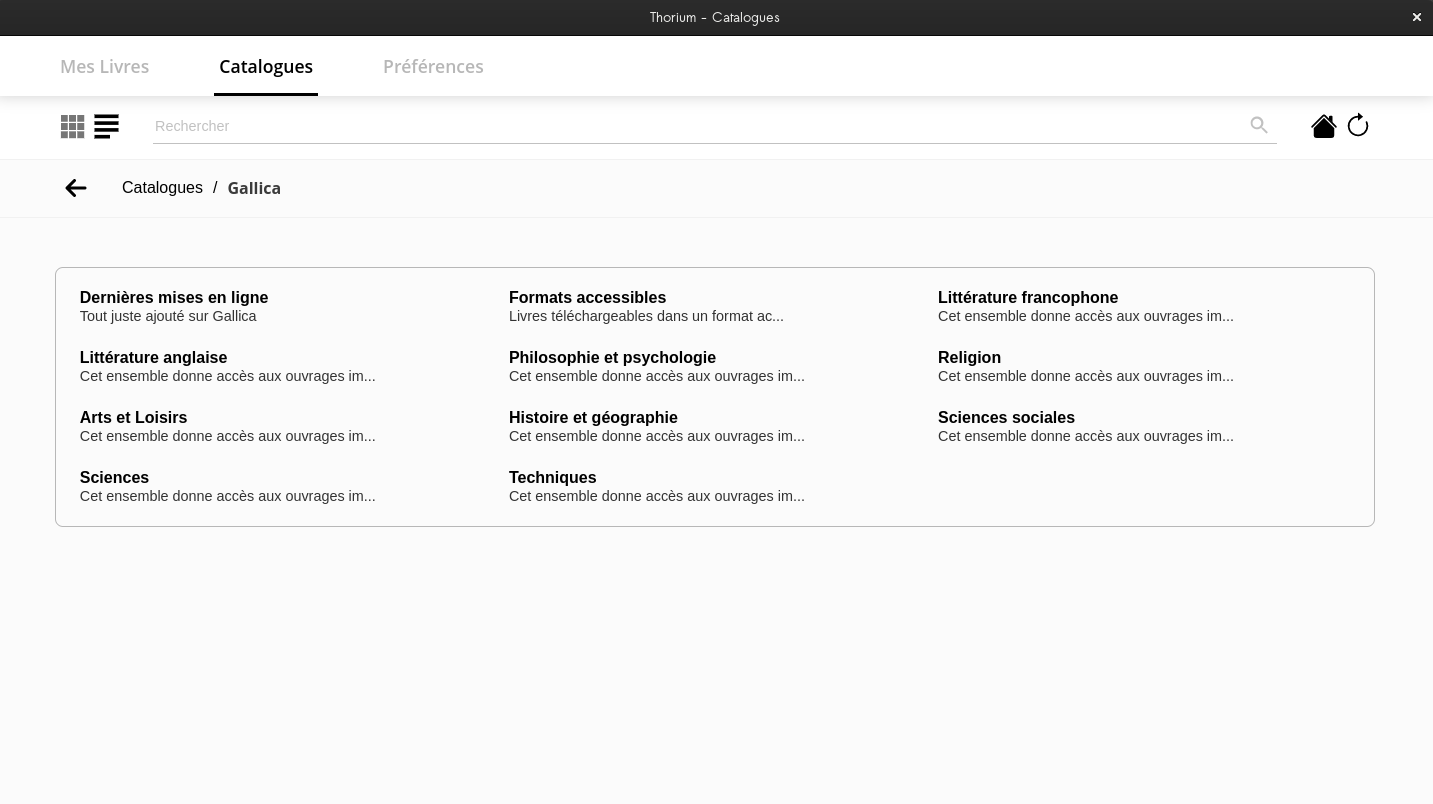 Thorium - Catalogues
Mes Livres
Catalogues
Préférences
Rechercher
Catalogues / Gallica
Dernières mises en ligne
Tout juste ajouté sur Gallica
Formats accessibles
Livres téléchargeables dans un format ac...
Littérature francophone
Cet ensemble donne accès aux ouvrages im...
Littérature anglaise
Cet ensemble donne accès aux ouvrages im...
Philosophie et psychologie
Cet ensemble donne accès aux ouvrages im...
Religion
Cet ensemble donne accès aux ouvrages im...
Arts et Loisirs
Cet ensemble donne accès aux ouvrages im...
Histoire et géographie
Cet ensemble donne accès aux ouvrages im...
Sciences sociales
Cet ensemble donne accès aux ouvrages im...
Sciences
Cet ensemble donne accès aux ouvrages im...
Techniques
Cet ensemble donne accès aux ouvrages im...